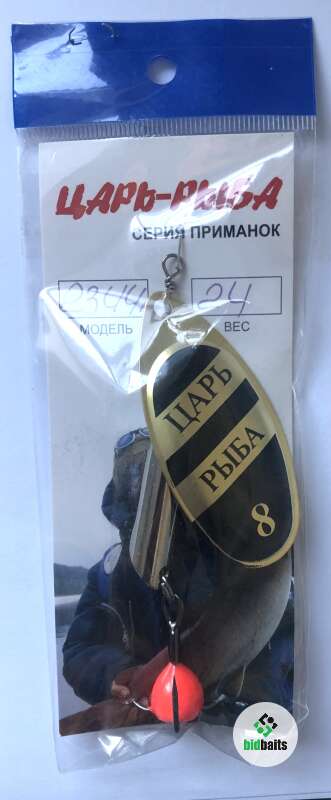 ЦАРЬ-РЫБА
СЕРИЯ ПРИМАНОК
2344 24
МОДЕЛЬ ВЕС
ЦАРЬ
РЫБА
8
bidbaits